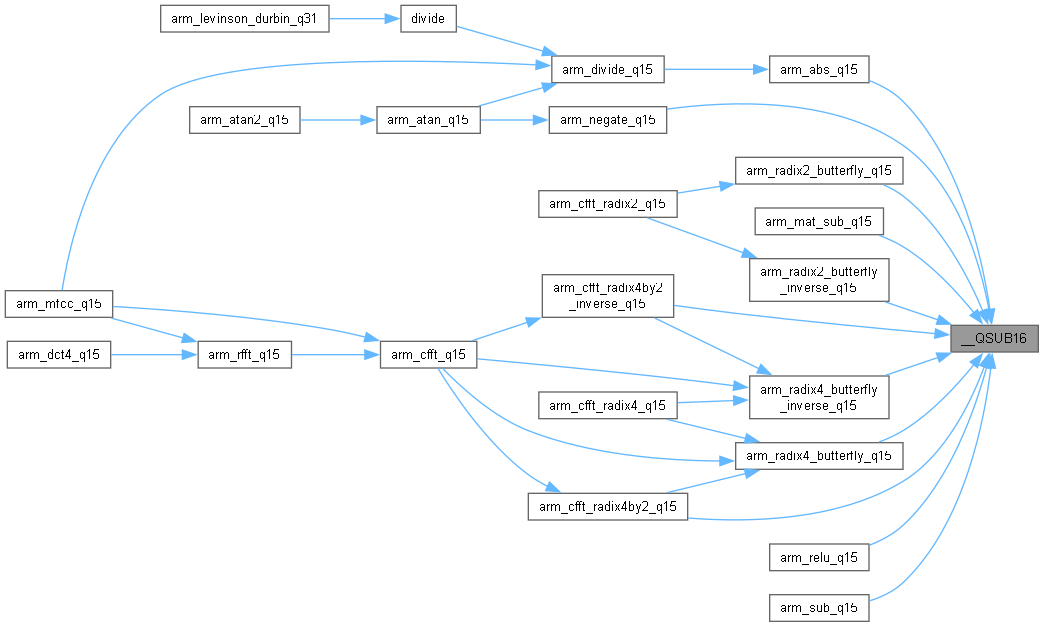 arm_levinson_durbin_q31
divide
arm_divide_q15
arm_abs_q15
arm_atan2_q15
arm_atan_q15
arm_negate_q15
arm_radix2_butterfly_q15
arm_cfft_radix2_q15
arm_mat_sub_q15
arm_radix2_butterfly
_inverse_q15
arm_mfcc_q15
arm_cfft_radix4by2
_inverse_q15
__QSUB16
arm_dct4_q15
arm_rfft_q15
arm_cfft_q15
arm_radix4_butterfly
_inverse_q15
arm_cfft_radix4_q15
arm_radix4_butterfly_q15
arm_cfft_radix4by2_q15
arm_relu_q15
arm_sub_q15